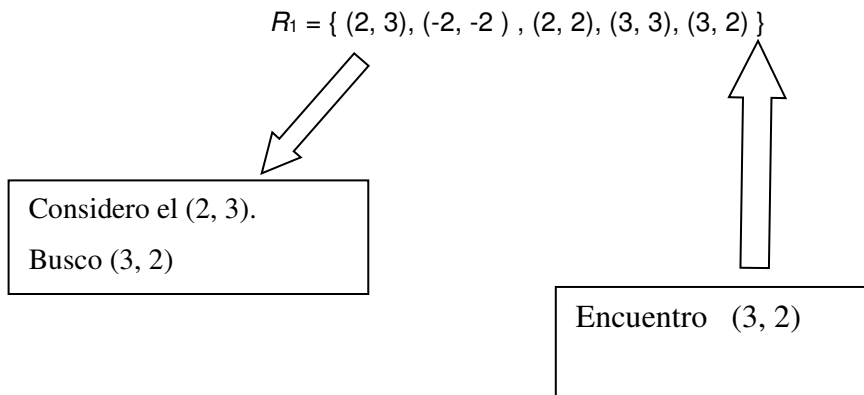 R1 = { (2, 3), (-2, -2 ) , (2, 2), (3, 3), (3, 2) }
Considero el (2, 3).
Busco (3, 2)
Encuentro (3, 2)